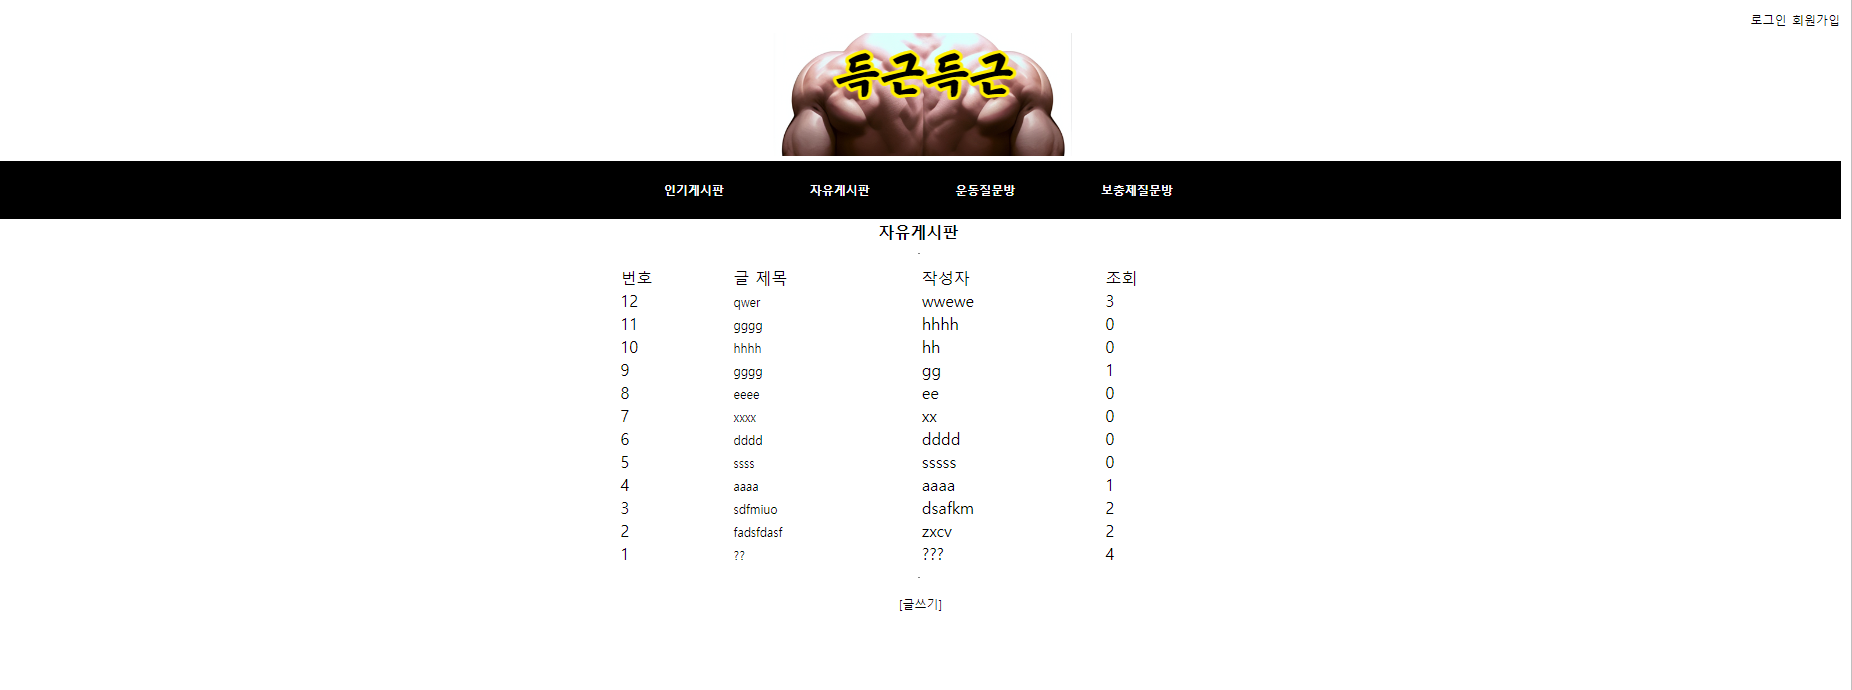 로그인 회원가입
득근득근
인기게시판 자유게시판 운동질문방 보충제질문방
자유게시판
번호 글 제목 작성자 조회
12 qwer wwewe 3
11 gggg hhhh 0
10 hhhh hh 0
9 gggg gg 1
8 eeee ee 0
7 xxxx xx 0
6 dddd dddd 0
5 ssss sssss 0
4 aaaa aaaa 1
3 sdfmiuo dsafkm 2
2 fadsfdasf zxcv 2
1 ?? ??? 4
[글쓰기]